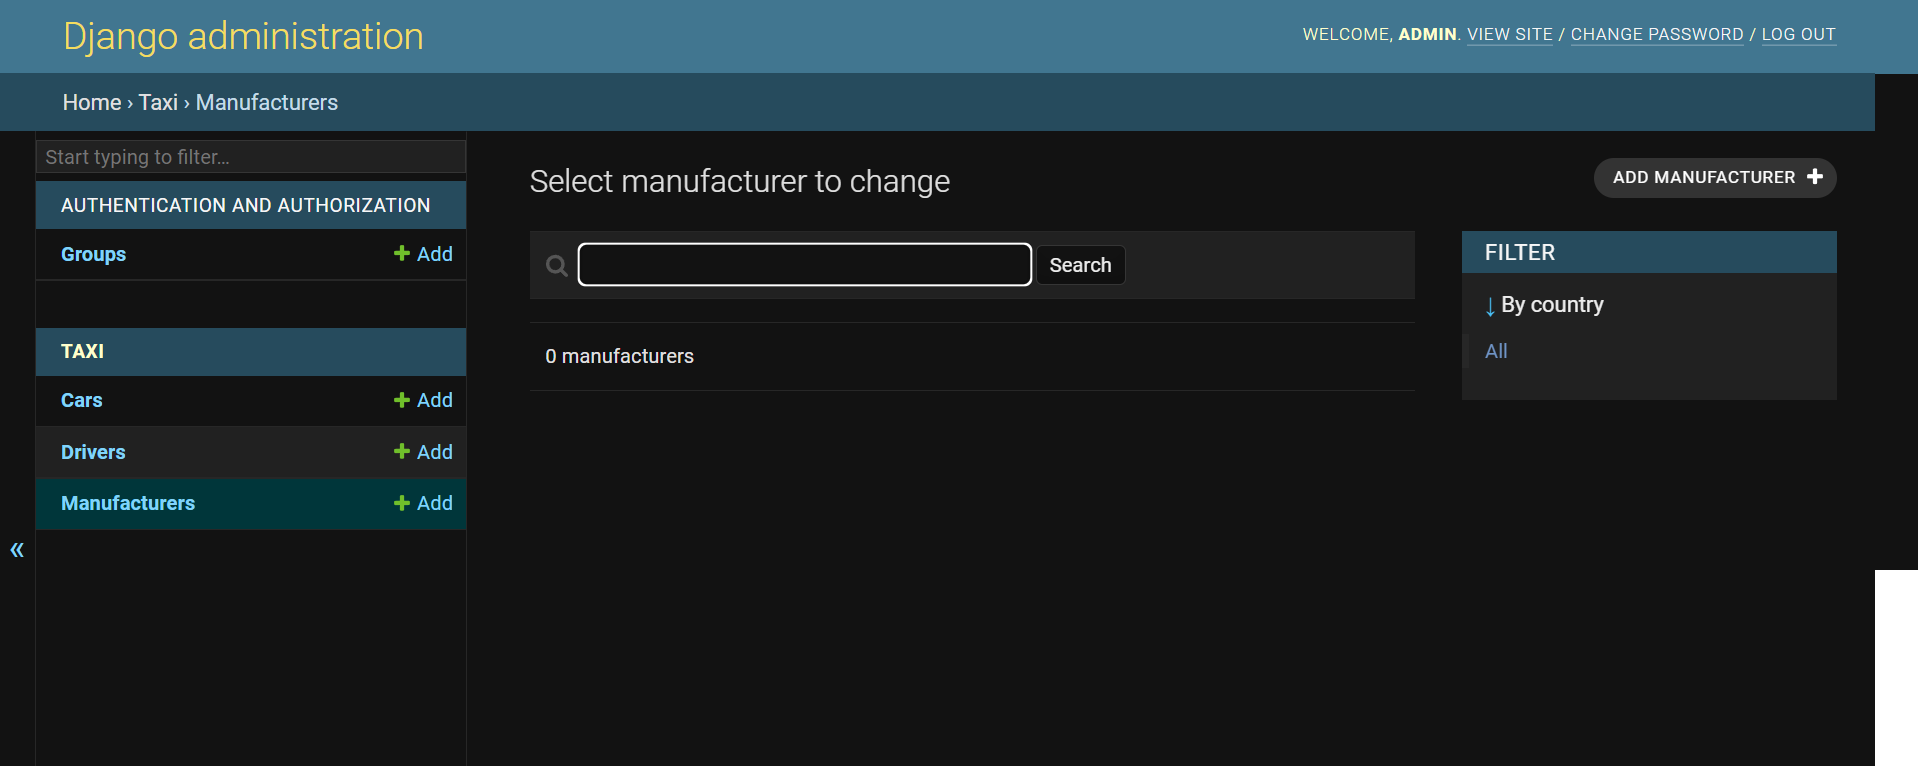 Django administration
WELCOME, ADMIN. VIEW SITE / CHANGE PASSWORD / LOG OUT
Home › Taxi › Manufacturers
Start typing to filter...
AUTHENTICATION AND AUTHORIZATION
Groups + Add
TAXI
Cars + Add
Drivers + Add
Manufacturers + Add
«
Select manufacturer to change
ADD MANUFACTURER +
Search
0 manufacturers
FILTER
↓ By country
All